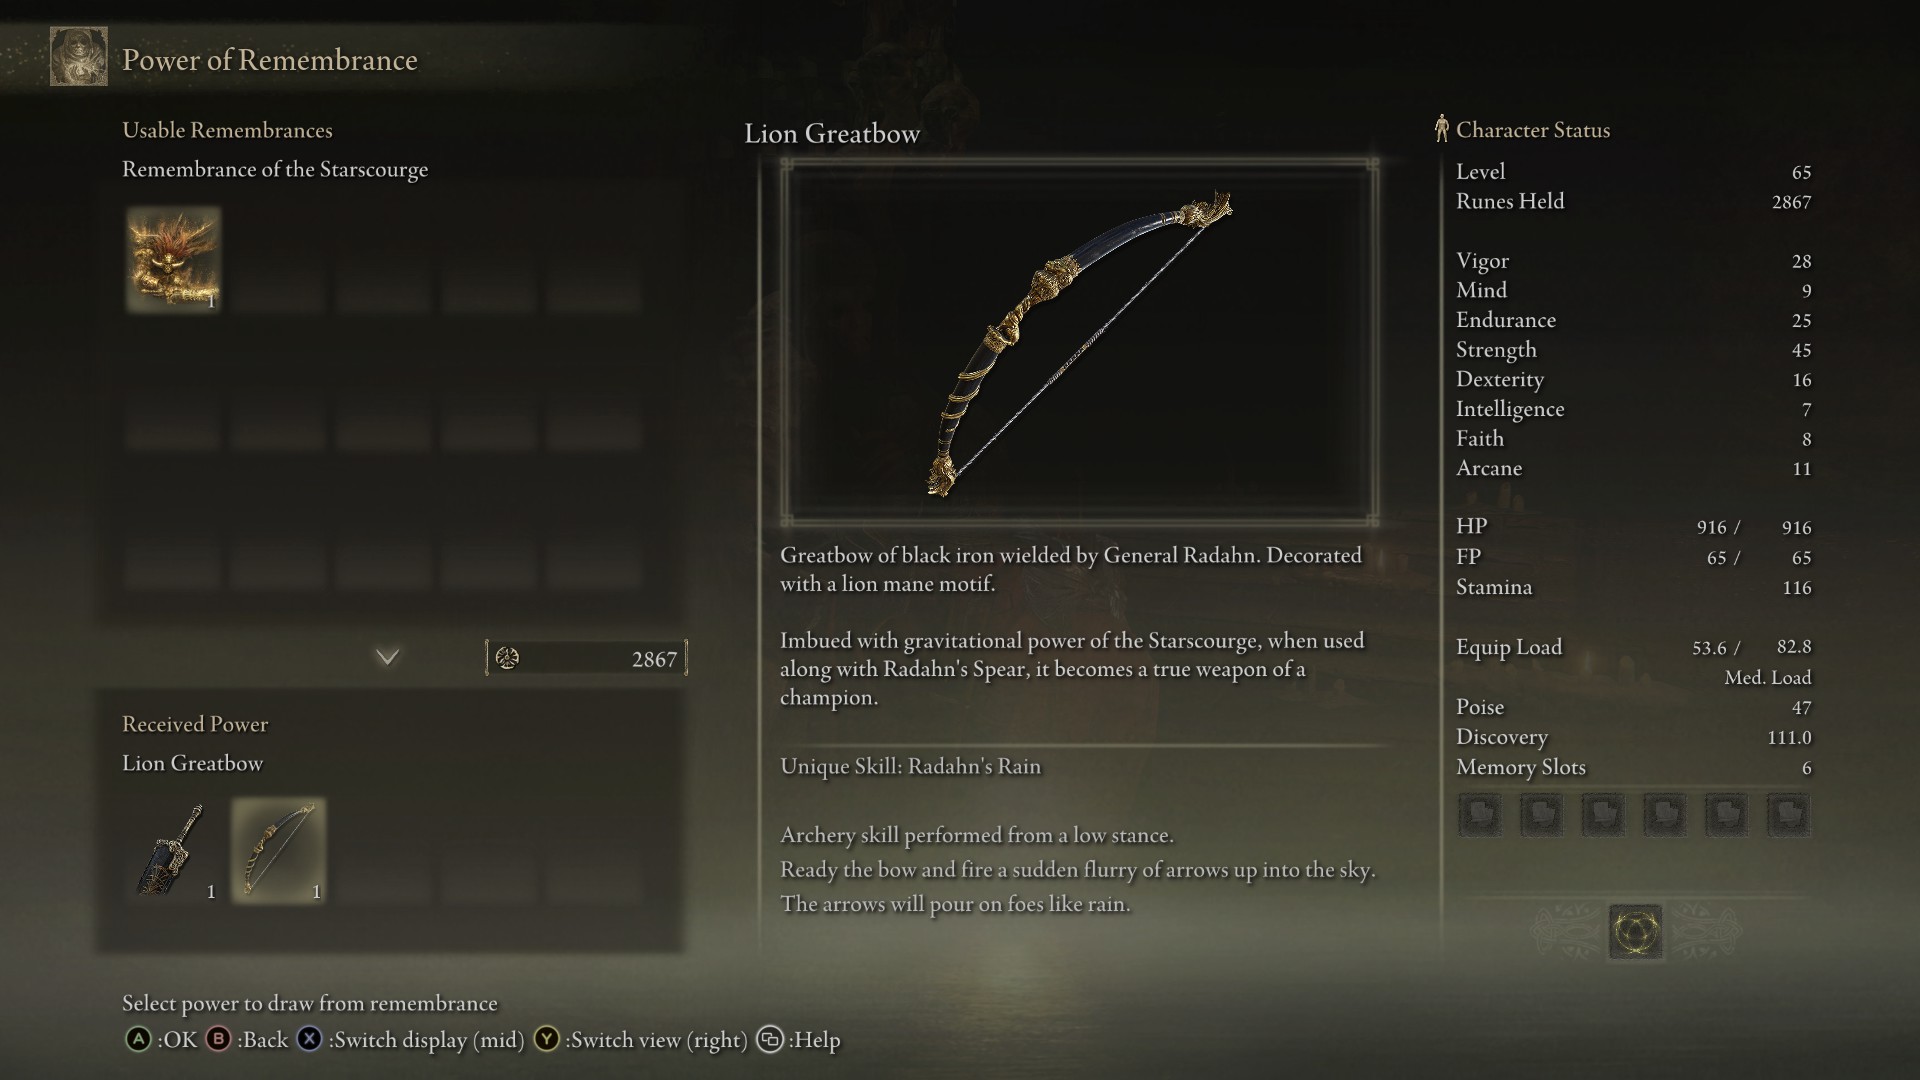 Power of Remembrance
Usable Remembrances
Remembrance of the Starscourge
1
2867
Received Power
Lion Greatbow
1
1
Lion Greatbow
Greatbow of black iron wielded by General Radahn. Decorated
with a lion mane motif.
Imbued with gravitational power of the Starscourge, when used
along with Radahn's Spear, it becomes a true weapon of a
champion.
Unique Skill: Radahn's Rain
Archery skill performed from a low stance.
Ready the bow and fire a sudden flurry of arrows up into the sky.
The arrows will pour on foes like rain.
Character Status
Level 65
Runes Held 2867
Vigor 28
Mind 9
Endurance 25
Strength 45
Dexterity 16
Intelligence 7
Faith 8
Arcane 11
HP 916 / 916
FP 65 / 65
Stamina 116
Equip Load 53.6 / 82.8
Med. Load
Poise 47
Discovery 111.0
Memory Slots 6
Select power to draw from remembrance
A :OK B :Back X :Switch display (mid) Y :Switch view (right) :Help